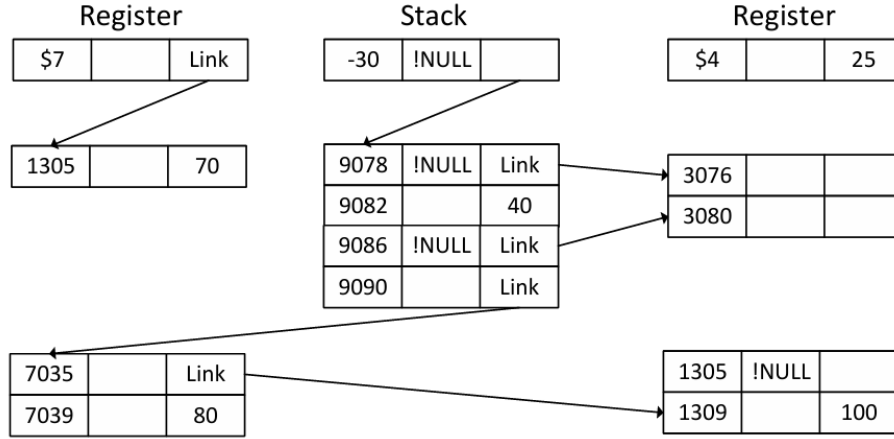 Register Stack Register
$7 Link -30 !NULL $4 25
1305 70 9078 !NULL Link 3076
9082 40 3080
9086 !NULL Link
9090 Link
7035 Link 1305 !NULL
7039 80 1309 100